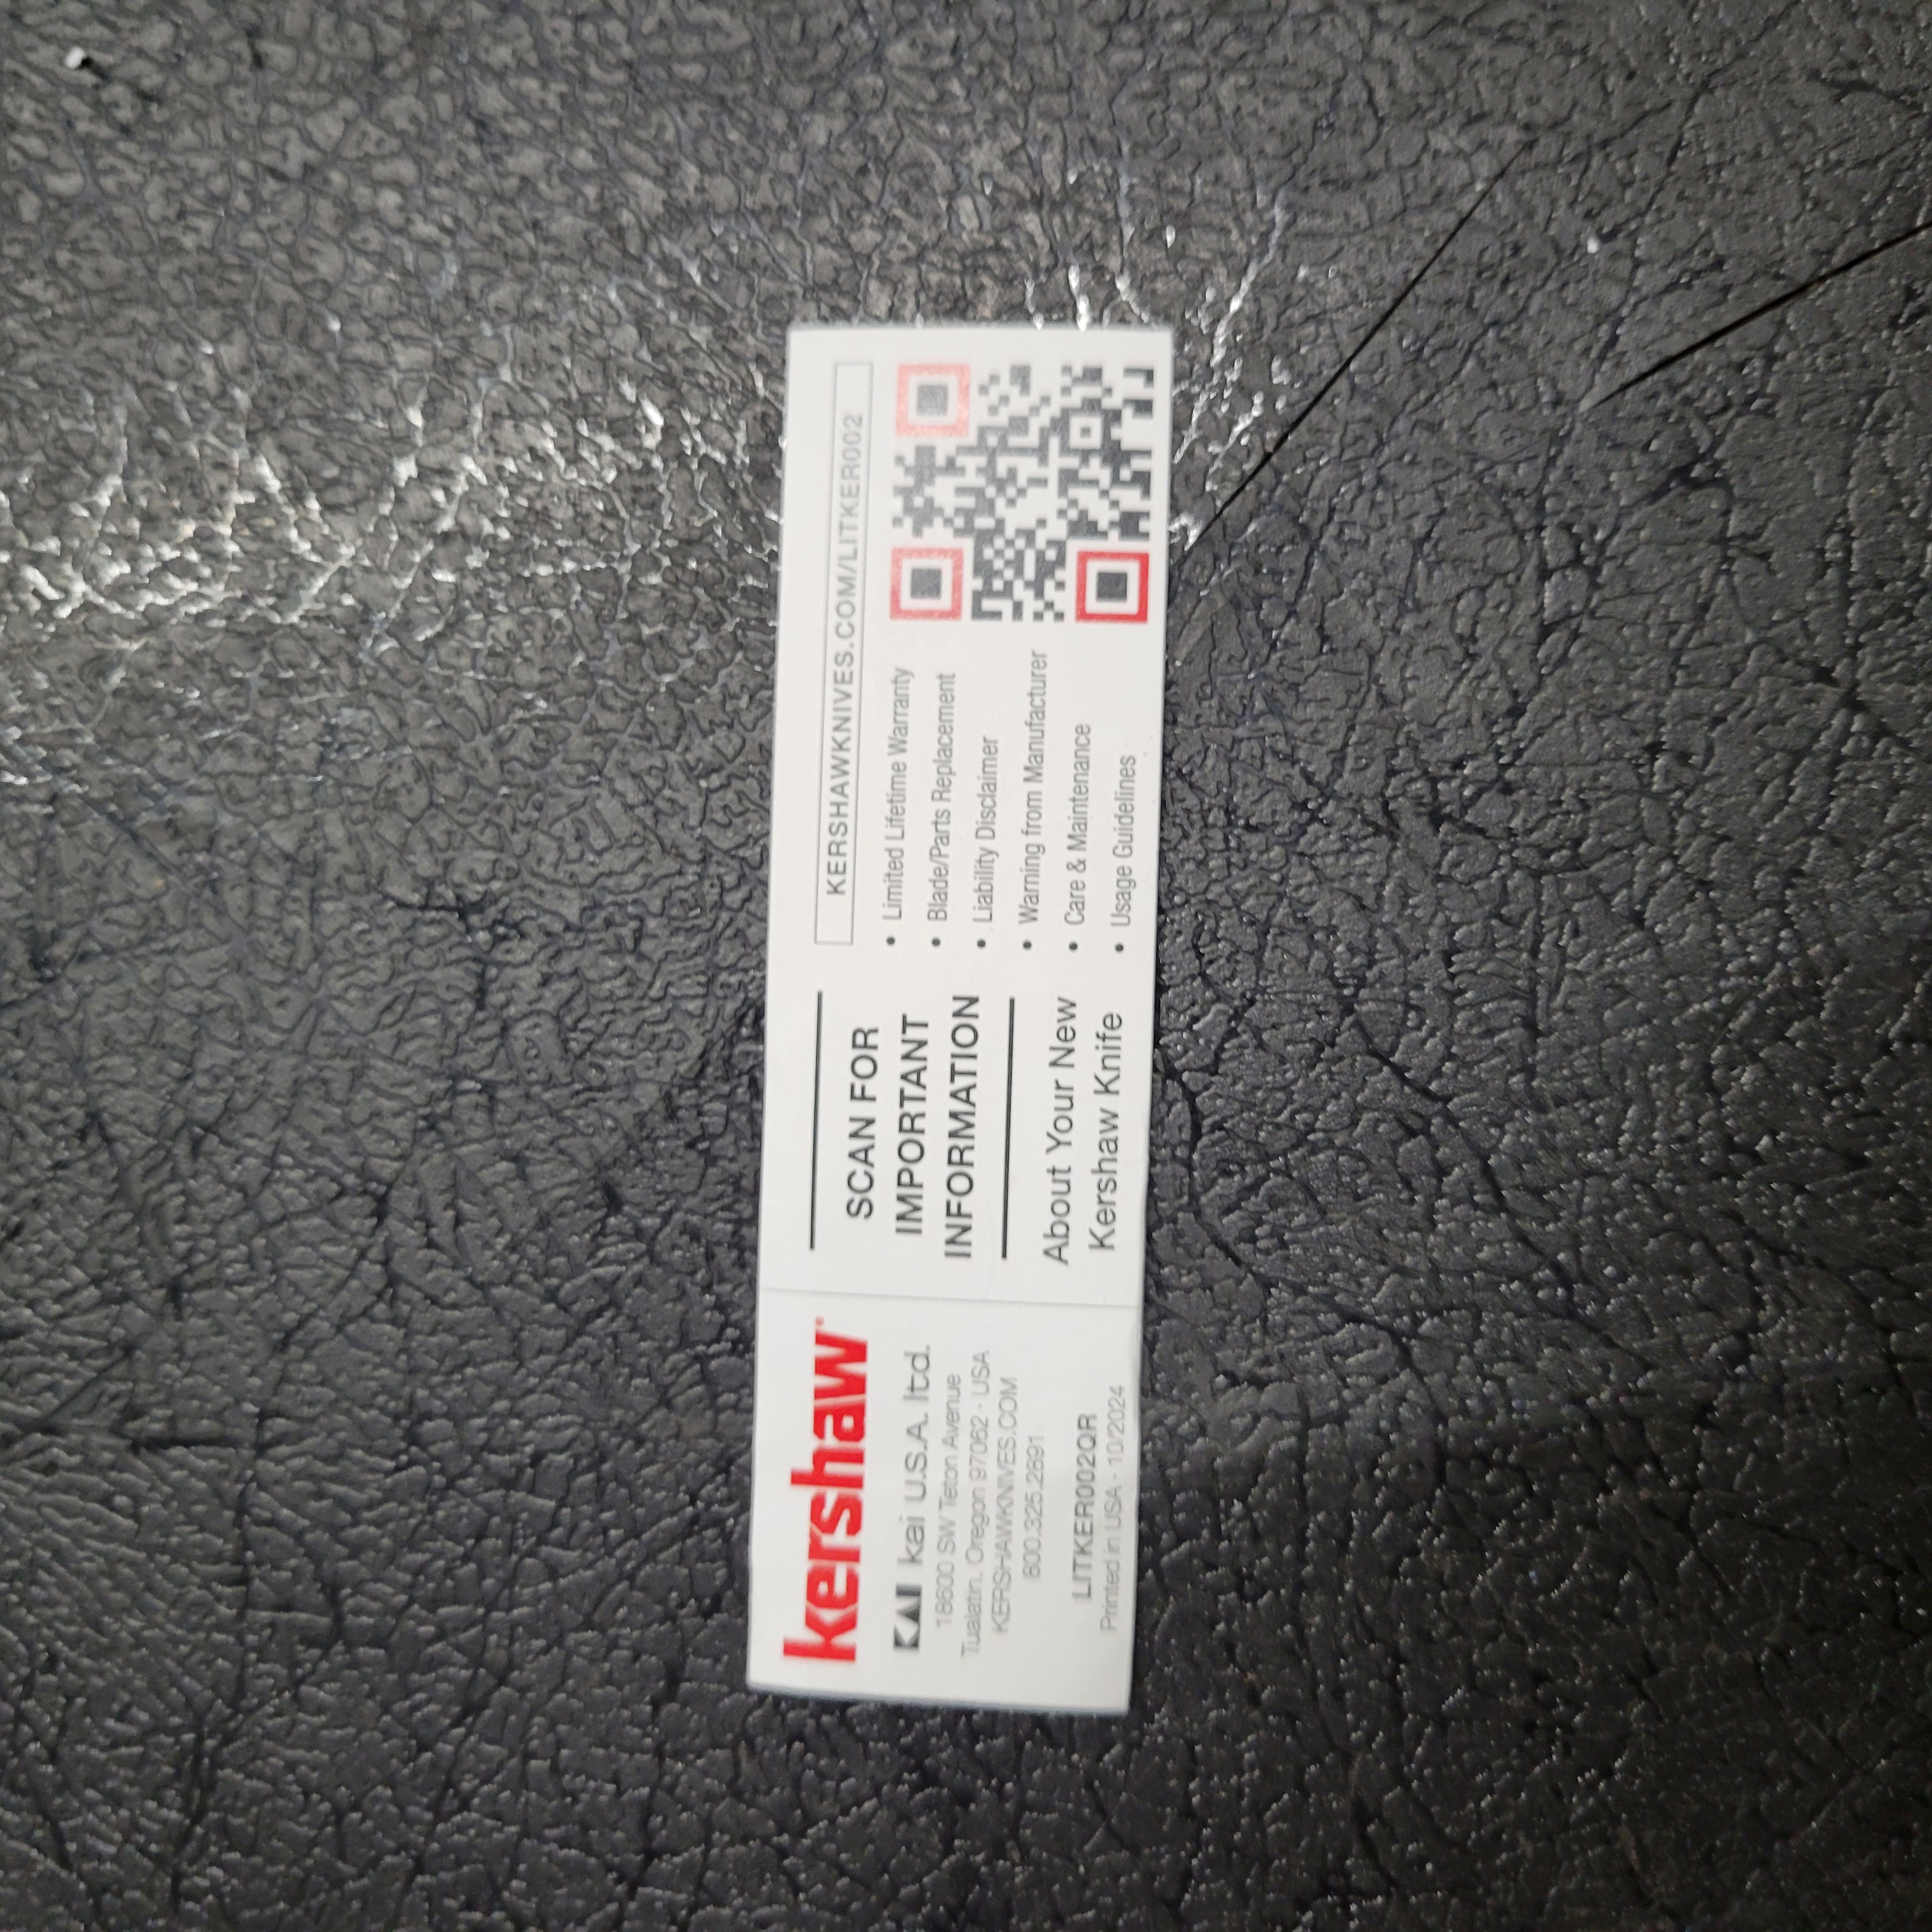 kershaw
KAI kai U.S.A. ltd.
18600 SW Teton Avenue
Tualatin, Oregon 97062 - USA
KERSHAWKNIVES.COM
800.325.2891
LITKER002QR
Printed in USA - 10/2024
SCAN FOR
IMPORTANT
INFORMATION
About Your New
Kershaw Knife
KERSHAWKNIVES.COM/LITKER002
• Limited Lifetime Warranty
• Blade/Parts Replacement
• Liability Disclaimer
• Warning from Manufacturer
• Care & Maintenance
• Usage Guidelines